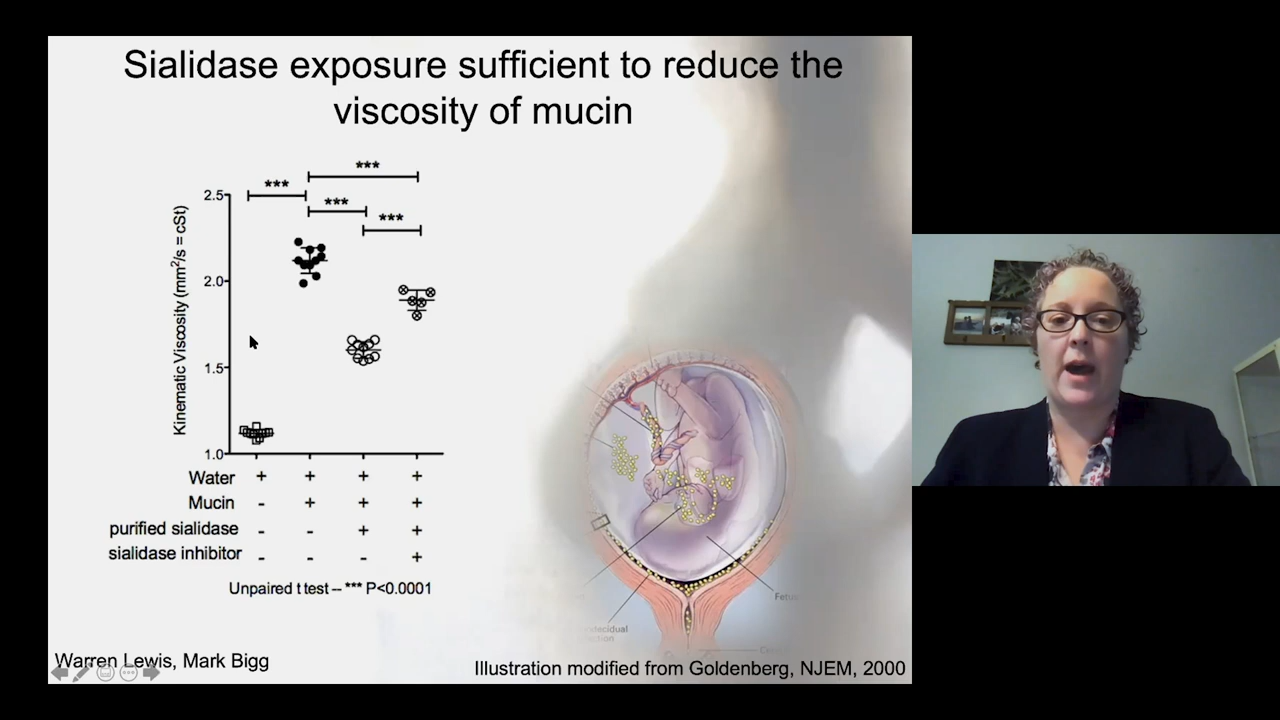 Sialidase exposure sufficient to reduce the
viscosity of mucin
***
***
***
***
2.5
2.0
1.5
1.0
Kinematic Viscosity (mm²/s = cSt)
Water + + + +
Mucin - + + +
purified sialidase - - + +
sialidase inhibitor - - - +
Unpaired t test -- *** P<0.0001
Warren Lewis, Mark Bigg
Illustration modified from Goldenberg, NJEM, 2000